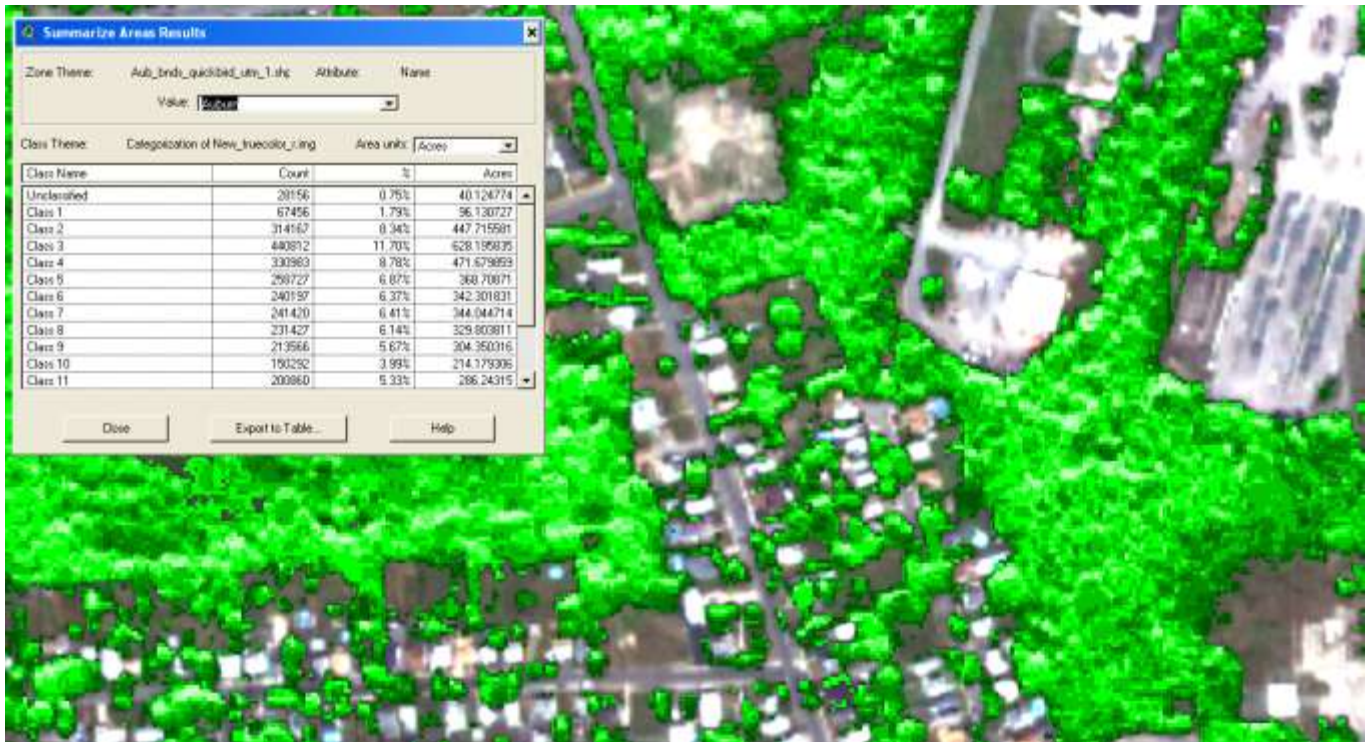 Summarize Areas Results
Zone Theme: Aub_bnds_quickbird_utm_1.shp Attribute: Name
Value: Auburn
Class Theme: Categorization of New_truecolor_r.img Area units: Acres
Class Name Count % Acres
Unclassified 28156 0.75% 40.124774
Class 1 67456 1.79% 96.130727
Class 2 314167 8.34% 447.715581
Class 3 440812 11.70% 628.195835
Class 4 330983 8.78% 471.679859
Class 5 258727 6.87% 368.70871
Class 6 240197 6.37% 342.301831
Class 7 241420 6.41% 344.044714
Class 8 231427 6.14% 329.803811
Class 9 213566 5.67% 304.350316
Class 10 150292 3.99% 214.179306
Class 11 200860 5.33% 286.24315
Close Export to Table... Help